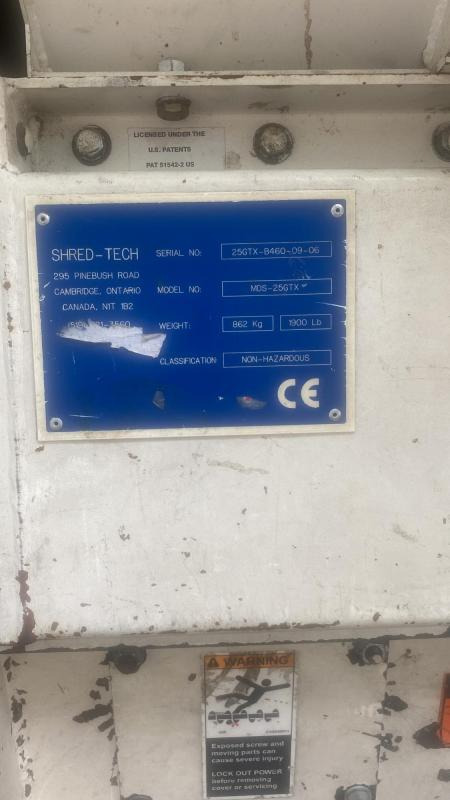 LICENSED UNDER THE
U.S. PATENTS
PAT 51542-2 US
SHRED-TECH
295 PINEBUSH ROAD
CAMBRIDGE, ONTARIO
CANADA, N1T 1B2
SERIAL NO: 25GTX-B460-09-06
MODEL NO: MDS-25GTX
WEIGHT: 862 Kg 1900 Lb
CLASSIFICATION: NON-HAZARDOUS
CE
WARNING
Exposed screw and
moving parts can
cause severe injury
LOCK OUT POWER
before removing
cover or servicing